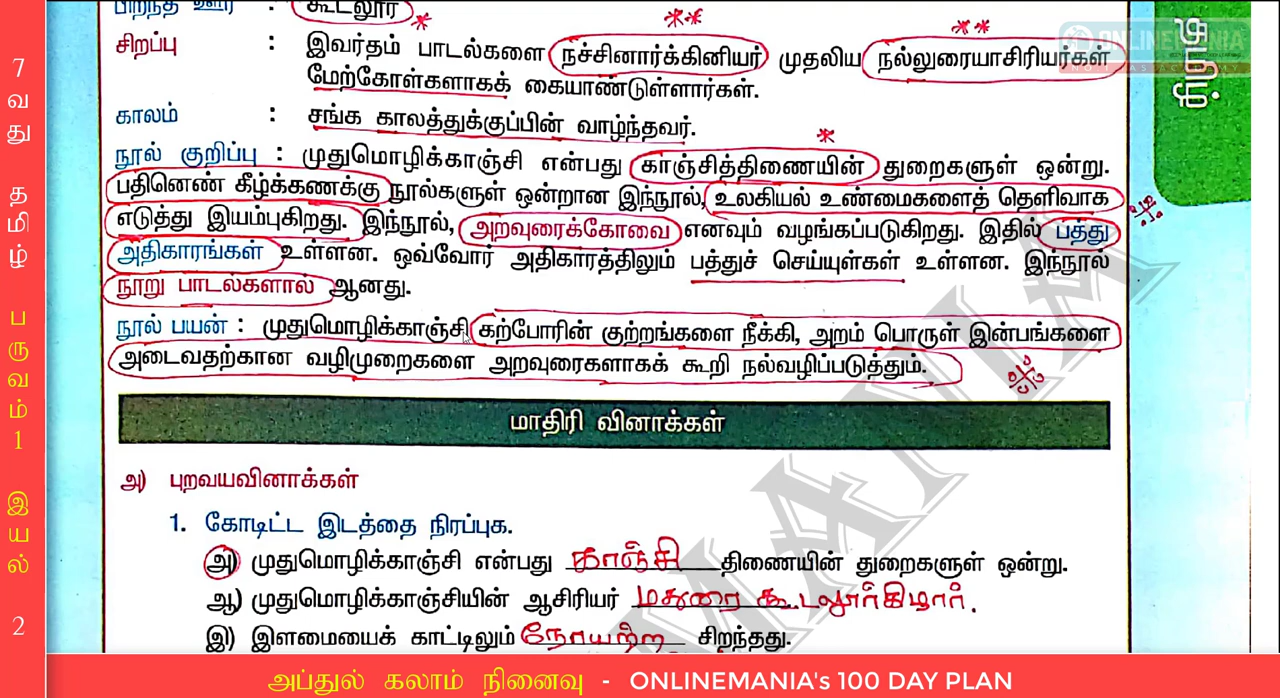 பிறந்த ஊர் : கூடலூர்
சிறப்பு : இவர்தம் பாடல்களை நச்சினார்க்கினியர் முதலிய நல்லுரையாசிரியர்கள்
மேற்கோள்களாகக் கையாண்டுள்ளார்கள்.
காலம் : சங்க காலத்துக்குப்பின் வாழ்ந்தவர்.
நூல் குறிப்பு : முதுமொழிக்காஞ்சி என்பது காஞ்சித்திணையின் துறைகளுள் ஒன்று.
பதினெண் கீழ்க்கணக்கு நூல்களுள் ஒன்றான இந்நூல், உலகியல் உண்மைகளைத் தெளிவாக
எடுத்து இயம்புகிறது. இந்நூல், அறவுரைக்கோவை எனவும் வழங்கப்படுகிறது. இதில் பத்து
அதிகாரங்கள் உள்ளன. ஒவ்வோர் அதிகாரத்திலும் பத்துச் செய்யுள்கள் உள்ளன. இந்நூல்
நூறு பாடல்களால் ஆனது.
நூல் பயன் : முதுமொழிக்காஞ்சி கற்போரின் குற்றங்களை நீக்கி, அறம் பொருள் இன்பங்களை
அடைவதற்கான வழிமுறைகளை அறவுரைகளாகக் கூறி நல்வழிப்படுத்தும்.
மாதிரி வினாக்கள்
அ) புறவயவினாக்கள்
1. கோடிட்ட இடத்தை நிரப்புக.
அ) முதுமொழிக்காஞ்சி என்பது காஞ்சி திணையின் துறைகளுள் ஒன்று.
ஆ) முதுமொழிக்காஞ்சியின் ஆசிரியர் மதுரை கூடலூர்கிழார்.
இ) இளமையைக் காட்டிலும் நோயற்ற சிறந்தது.
தமிழ்
ONLINEMANIA
7வது தமிழ் பருவம் 1 இயல் 2
அப்துல் கலாம் நினைவு - ONLINEMANIA's 100 DAY PLAN